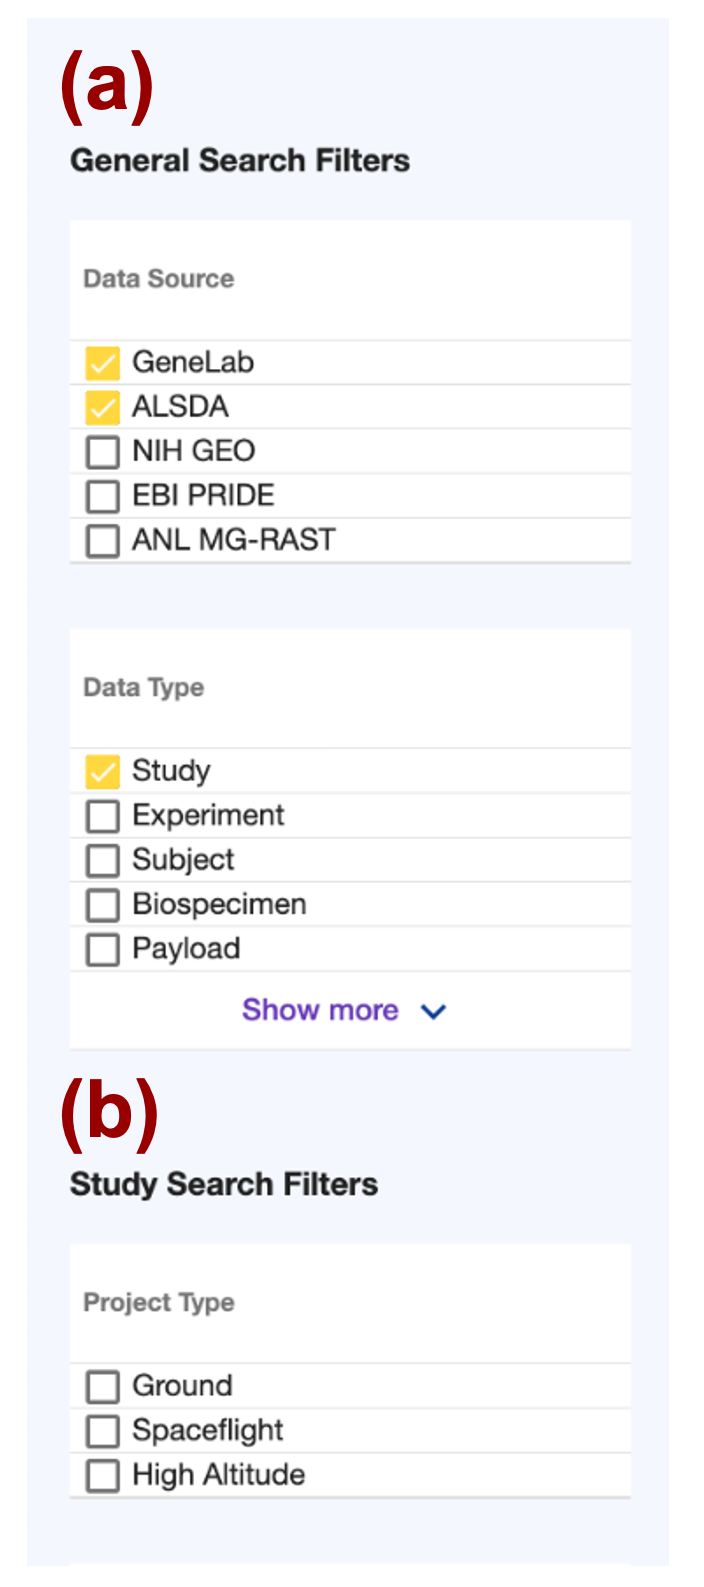 (a)
General Search Filters
Data Source
GeneLab
ALSDA
NIH GEO
EBI PRIDE
ANL MG-RAST
Data Type
Study
Experiment
Subject
Biospecimen
Payload
Show more
(b)
Study Search Filters
Project Type
Ground
Spaceflight
High Altitude